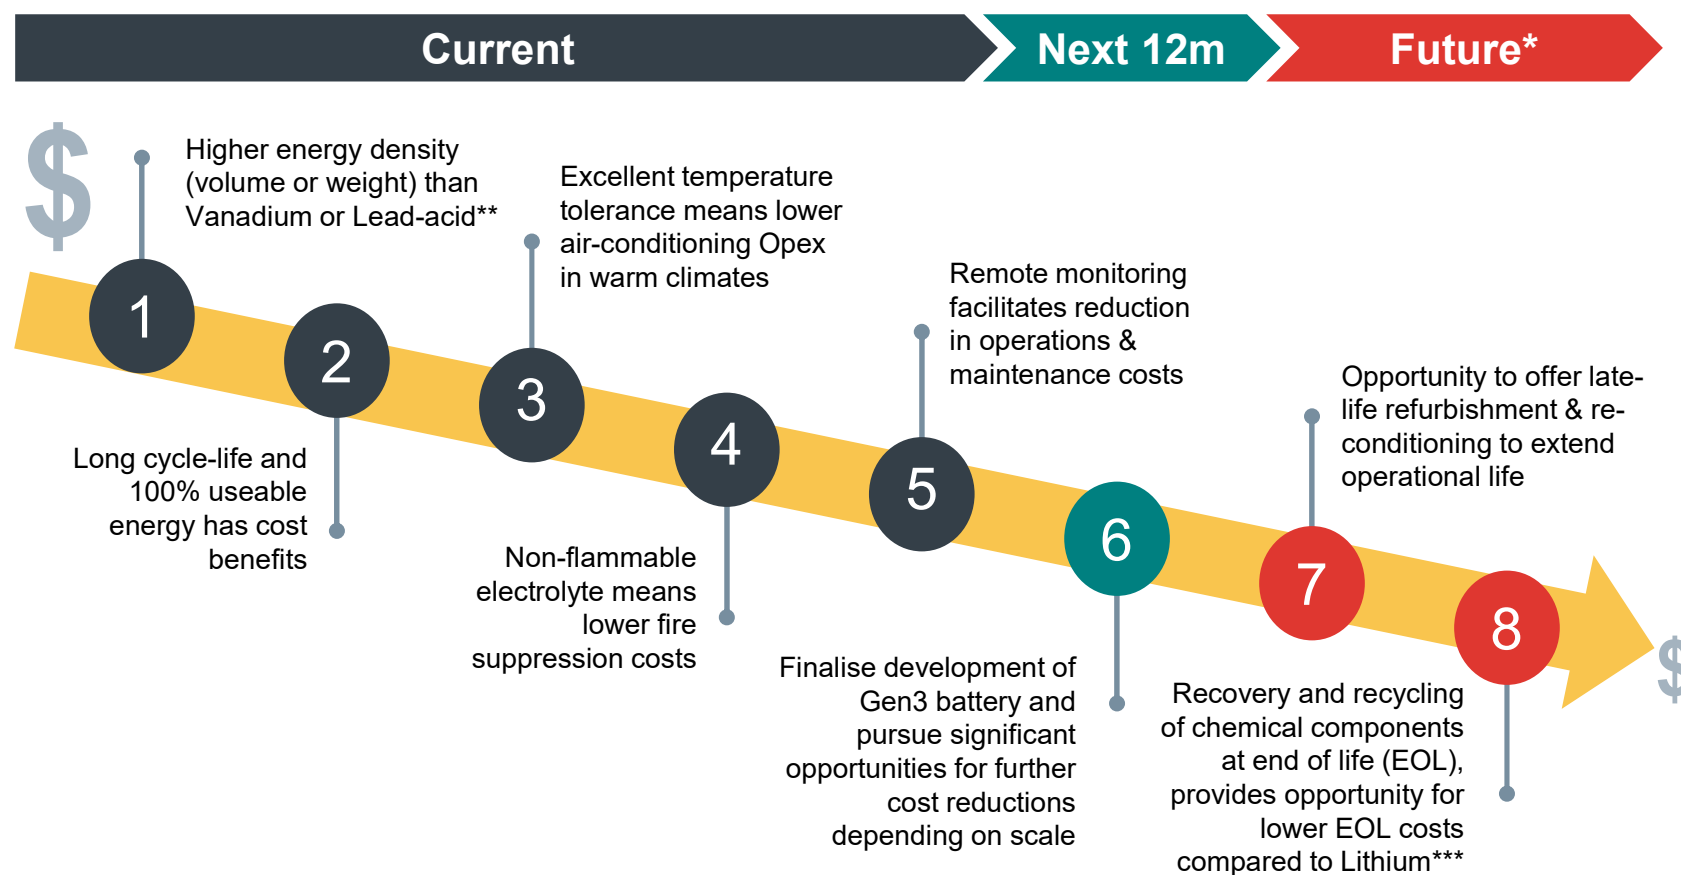 Current
Next 12m
Future*
$
Higher energy density
(volume or weight) than
Vanadium or Lead-acid**
Excellent temperature
tolerance means lower
air-conditioning Opex
in warm climates
Remote monitoring
facilitates reduction
in operations &
maintenance costs
Opportunity to offer late-
life refurbishment & re-
conditioning to extend
operational life
1
2
3
4
5
6
7
8
$
Long cycle-life and
100% useable
energy has cost
benefits
Non-flammable
electrolyte means
lower fire
suppression costs
Finalise development of
Gen3 battery and
pursue significant
opportunities for further
cost reductions
depending on scale
Recovery and recycling
of chemical components
at end of life (EOL),
provides opportunity for
lower EOL costs
compared to Lithium***